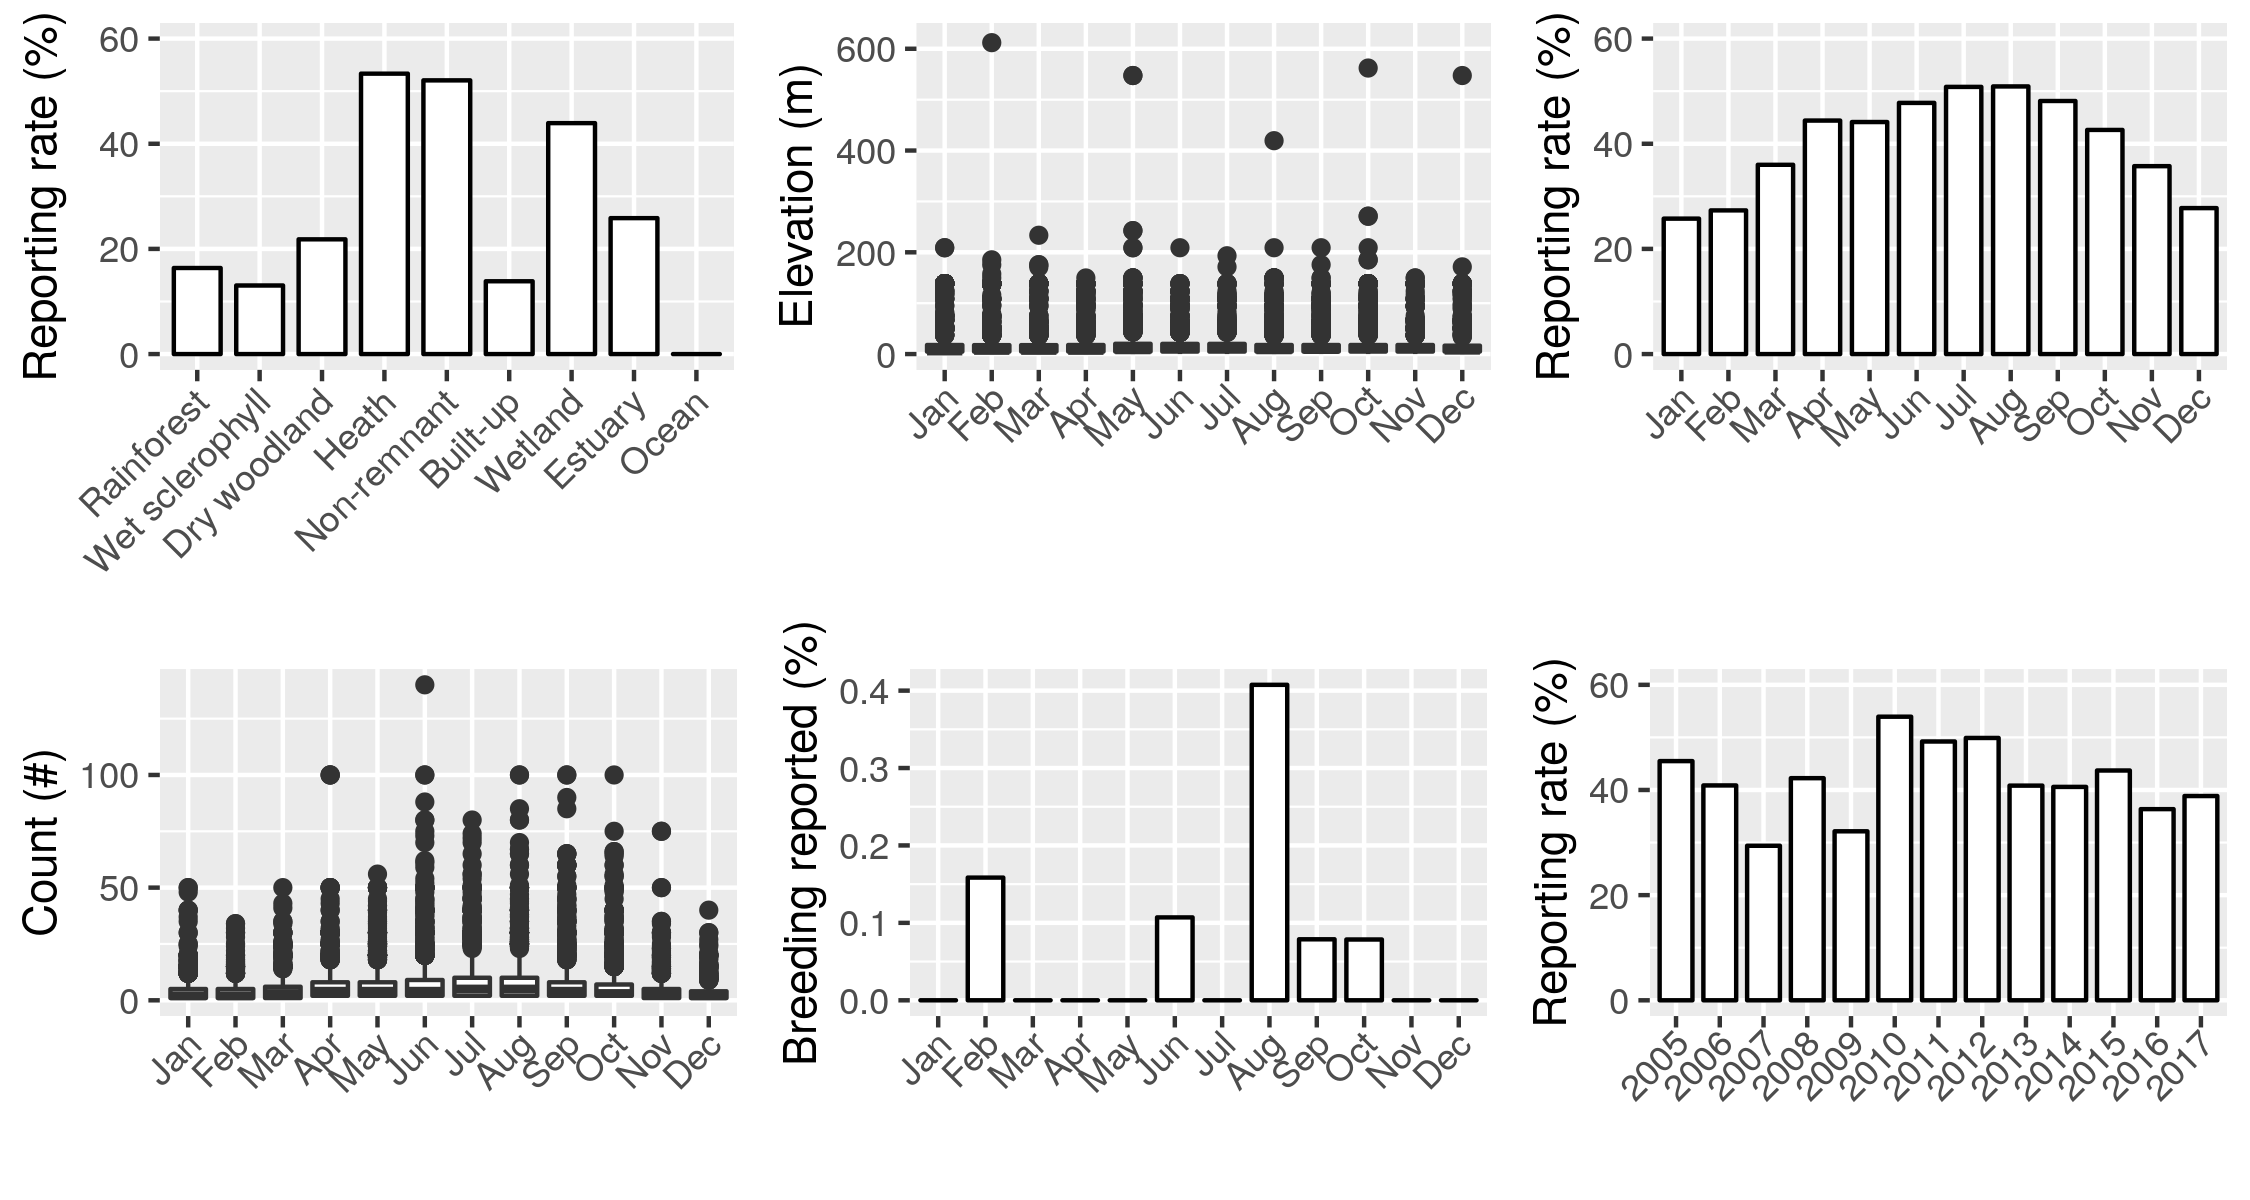 Reporting rate (%)
60
40
20
0
Rainforest
Wet sclerophyll
Dry woodland
Heath
Non-remnant
Built-up
Wetland
Estuary
Ocean
Elevation (m)
600
400
200
0
Jan
Feb
Mar
Apr
May
Jun
Jul
Aug
Sep
Oct
Nov
Dec
Reporting rate (%)
60
40
20
0
Jan
Feb
Mar
Apr
May
Jun
Jul
Aug
Sep
Oct
Nov
Dec
Count (#)
100
50
0
Jan
Feb
Mar
Apr
May
Jun
Jul
Aug
Sep
Oct
Nov
Dec
Breeding reported (%)
0.4
0.3
0.2
0.1
0.0
Jan
Feb
Mar
Apr
May
Jun
Jul
Aug
Sep
Oct
Nov
Dec
Reporting rate (%)
60
40
20
0
2005
2006
2007
2008
2009
2010
2011
2012
2013
2014
2015
2016
2017